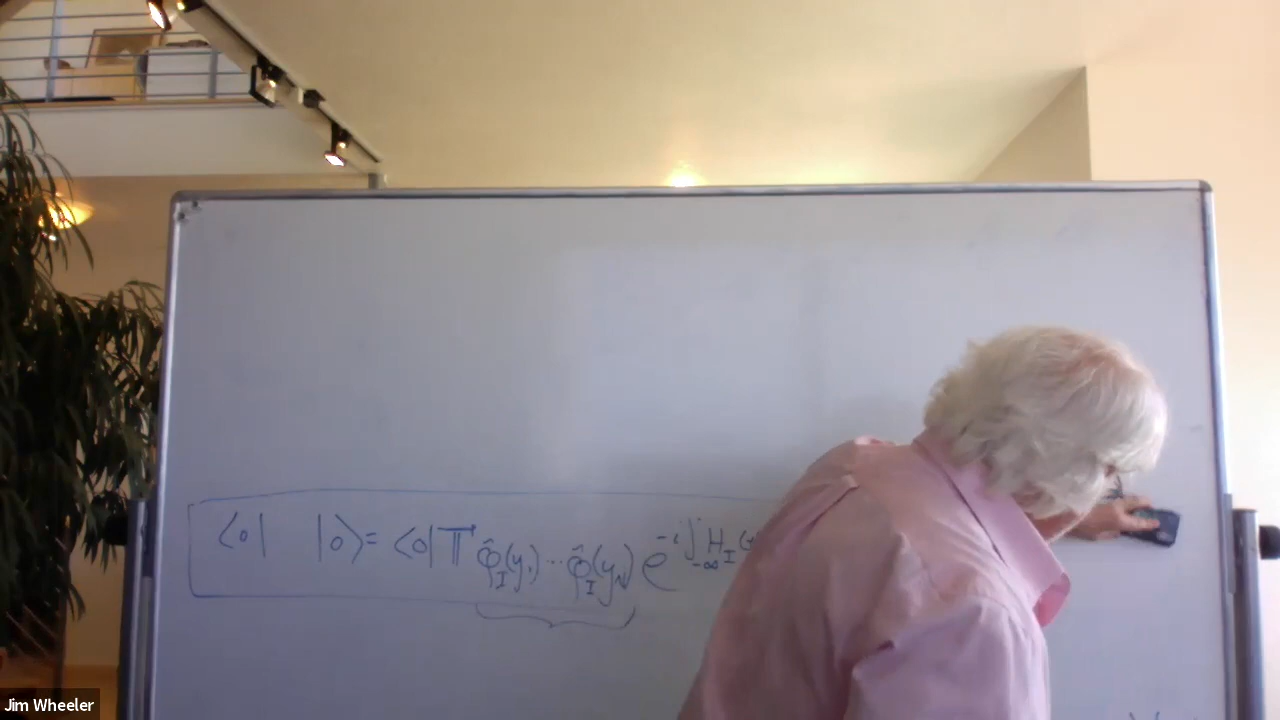 ⟨0|   |0⟩ = ⟨0| T φ̂_I(y₁) ⋯ φ̂_I(y_N) e^{-i∫_{-∞} H_I(
Jim Wheeler